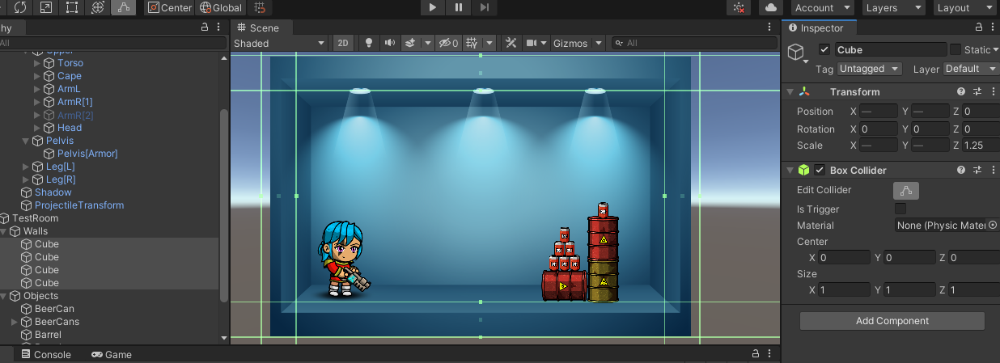 Center Global Account Layers Layout
hy Scene Inspector
All Shaded 2D 0 Gizmos All
Torso
Cape
ArmL
ArmR[1]
ArmR[2]
Head
Pelvis
Pelvis[Armor]
Leg[L]
Leg[R]
Shadow
ProjectileTransform
TestRoom
Walls
Cube
Cube
Cube
Cube
Objects
BeerCan
BeerCans
Barrel
Console Game
Cube Static
Tag Untagged Layer Default
Transform
Position X — Y — Z 0
Rotation X 0 Y 0 Z 0
Scale X — Y — Z 1.25
Box Collider
Edit Collider
Is Trigger
Material None (Physic Mater
Center
X 0 Y 0 Z 0
Size
X 1 Y 1 Z 1
Add Component